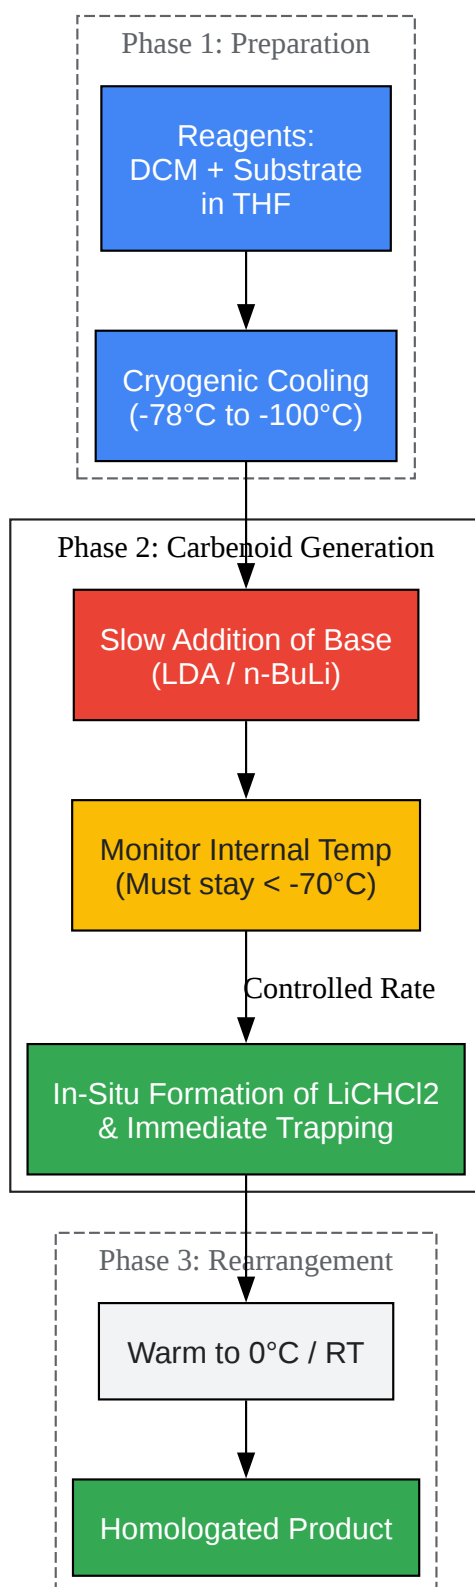 Phase 1: Preparation
Reagents:
DCM + Substrate
in THF
Cryogenic Cooling
(-78°C to -100°C)
Phase 2: Carbenoid Generation
Slow Addition of Base
(LDA / n-BuLi)
Monitor Internal Temp
(Must stay < -70°C)
Controlled Rate
In-Situ Formation of LiCHCl2
& Immediate Trapping
Phase 3: Rearrangement
Warm to 0°C / RT
Homologated Product